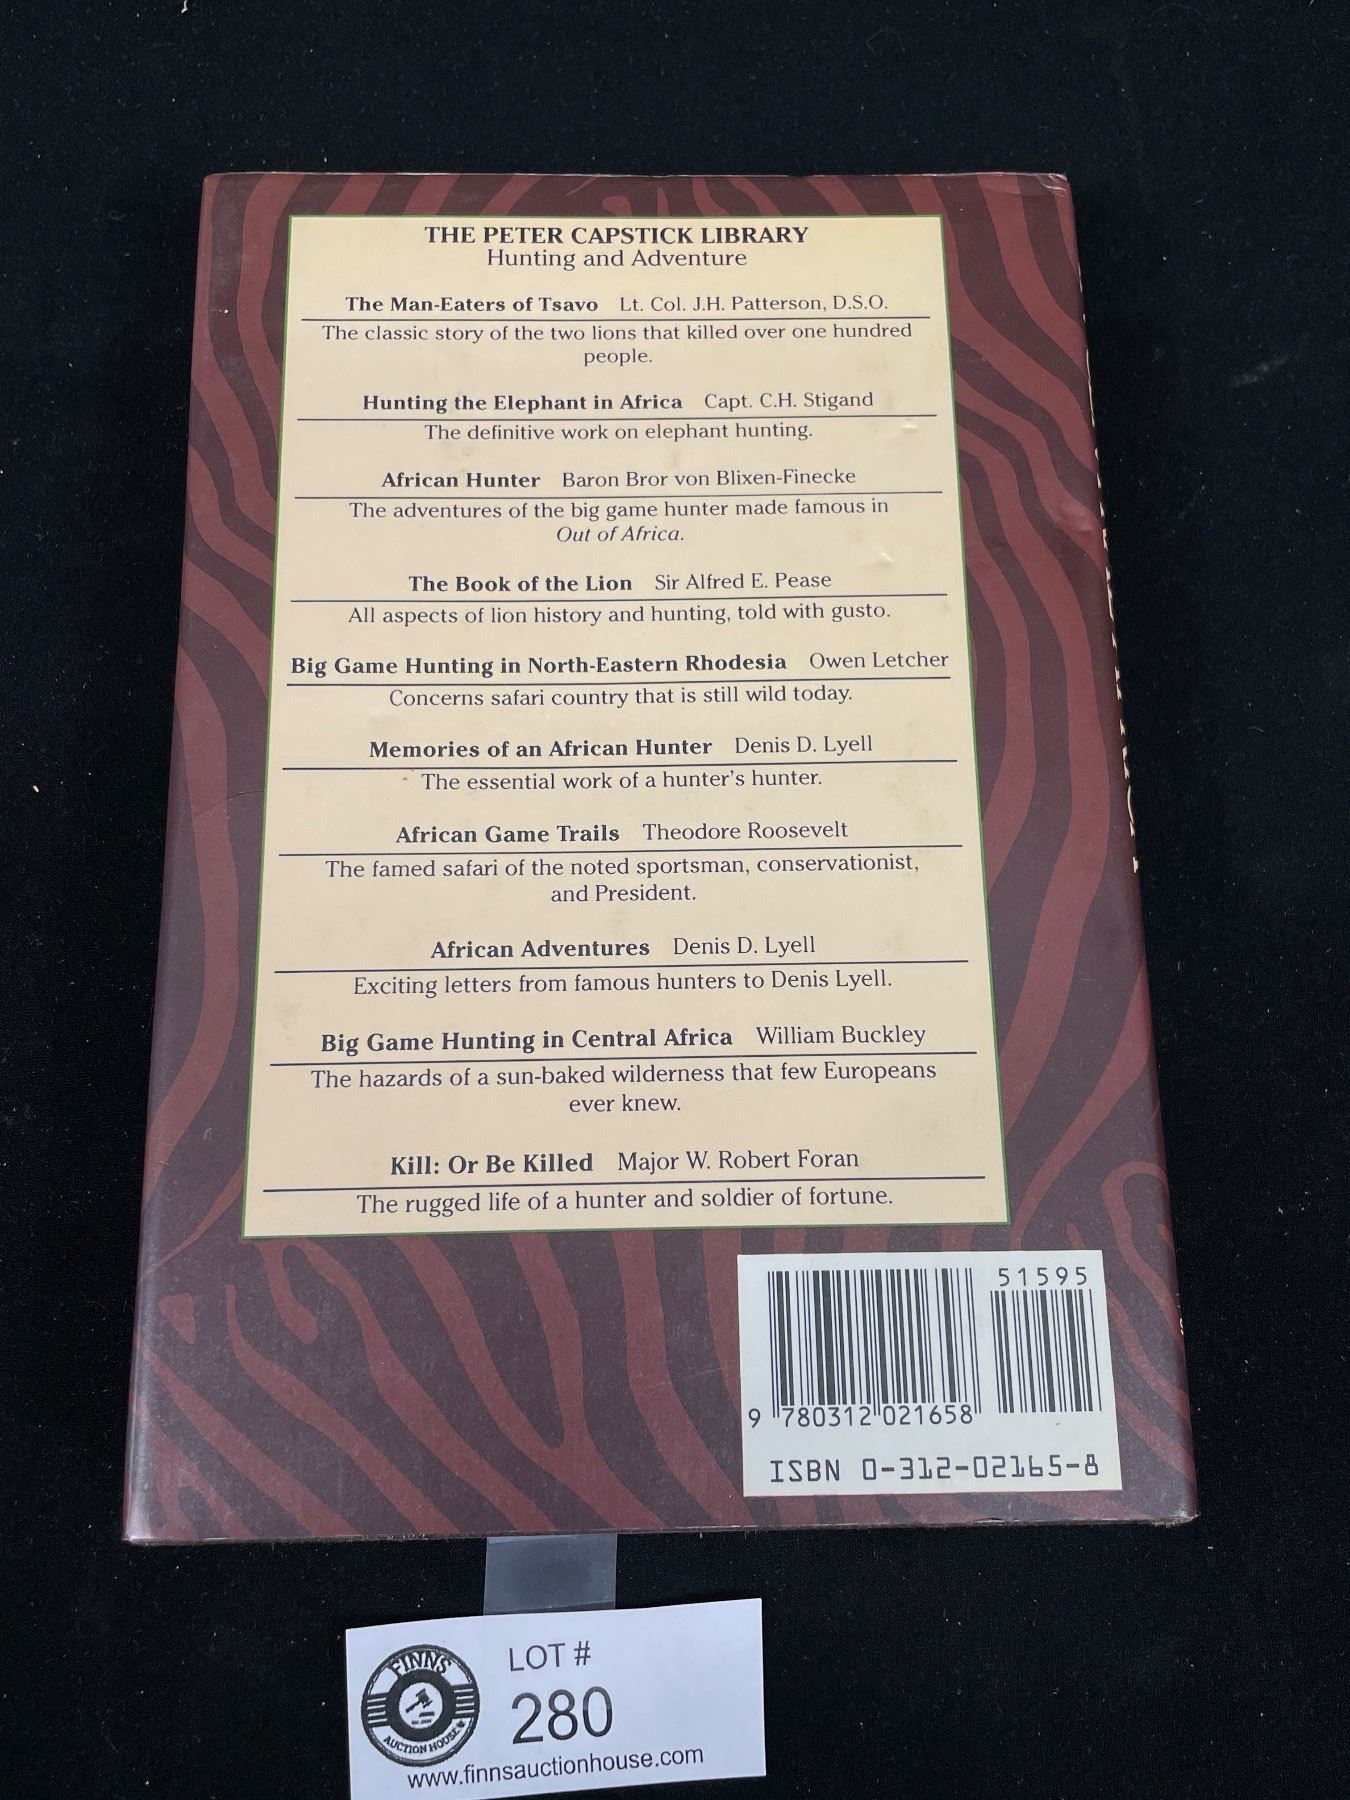 THE PETER CAPSTICK LIBRARY
Hunting and Adventure
The Man-Eaters of Tsavo Lt. Col. J.H. Patterson, D.S.O.
The classic story of the two lions that killed over one hundred
people.
Hunting the Elephant in Africa Capt. C.H. Stigand
The definitive work on elephant hunting.
African Hunter Baron Bror von Blixen-Finecke
The adventures of the big game hunter made famous in
Out of Africa.
The Book of the Lion Sir Alfred E. Pease
All aspects of lion history and hunting, told with gusto.
Big Game Hunting in North-Eastern Rhodesia Owen Letcher
Concerns safari country that is still wild today.
Memories of an African Hunter Denis D. Lyell
The essential work of a hunter's hunter.
African Game Trails Theodore Roosevelt
The famed safari of the noted sportsman, conservationist,
and President.
African Adventures Denis D. Lyell
Exciting letters from famous hunters to Denis Lyell.
Big Game Hunting in Central Africa William Buckley
The hazards of a sun-baked wilderness that few Europeans
ever knew.
Kill: Or Be Killed Major W. Robert Foran
The rugged life of a hunter and soldier of fortune.
51595
9 780312 021658
ISBN 0-312-02165-8
FINNS
AUCTION HOUSE
LOT #
280
www.finnsauctionhouse.com